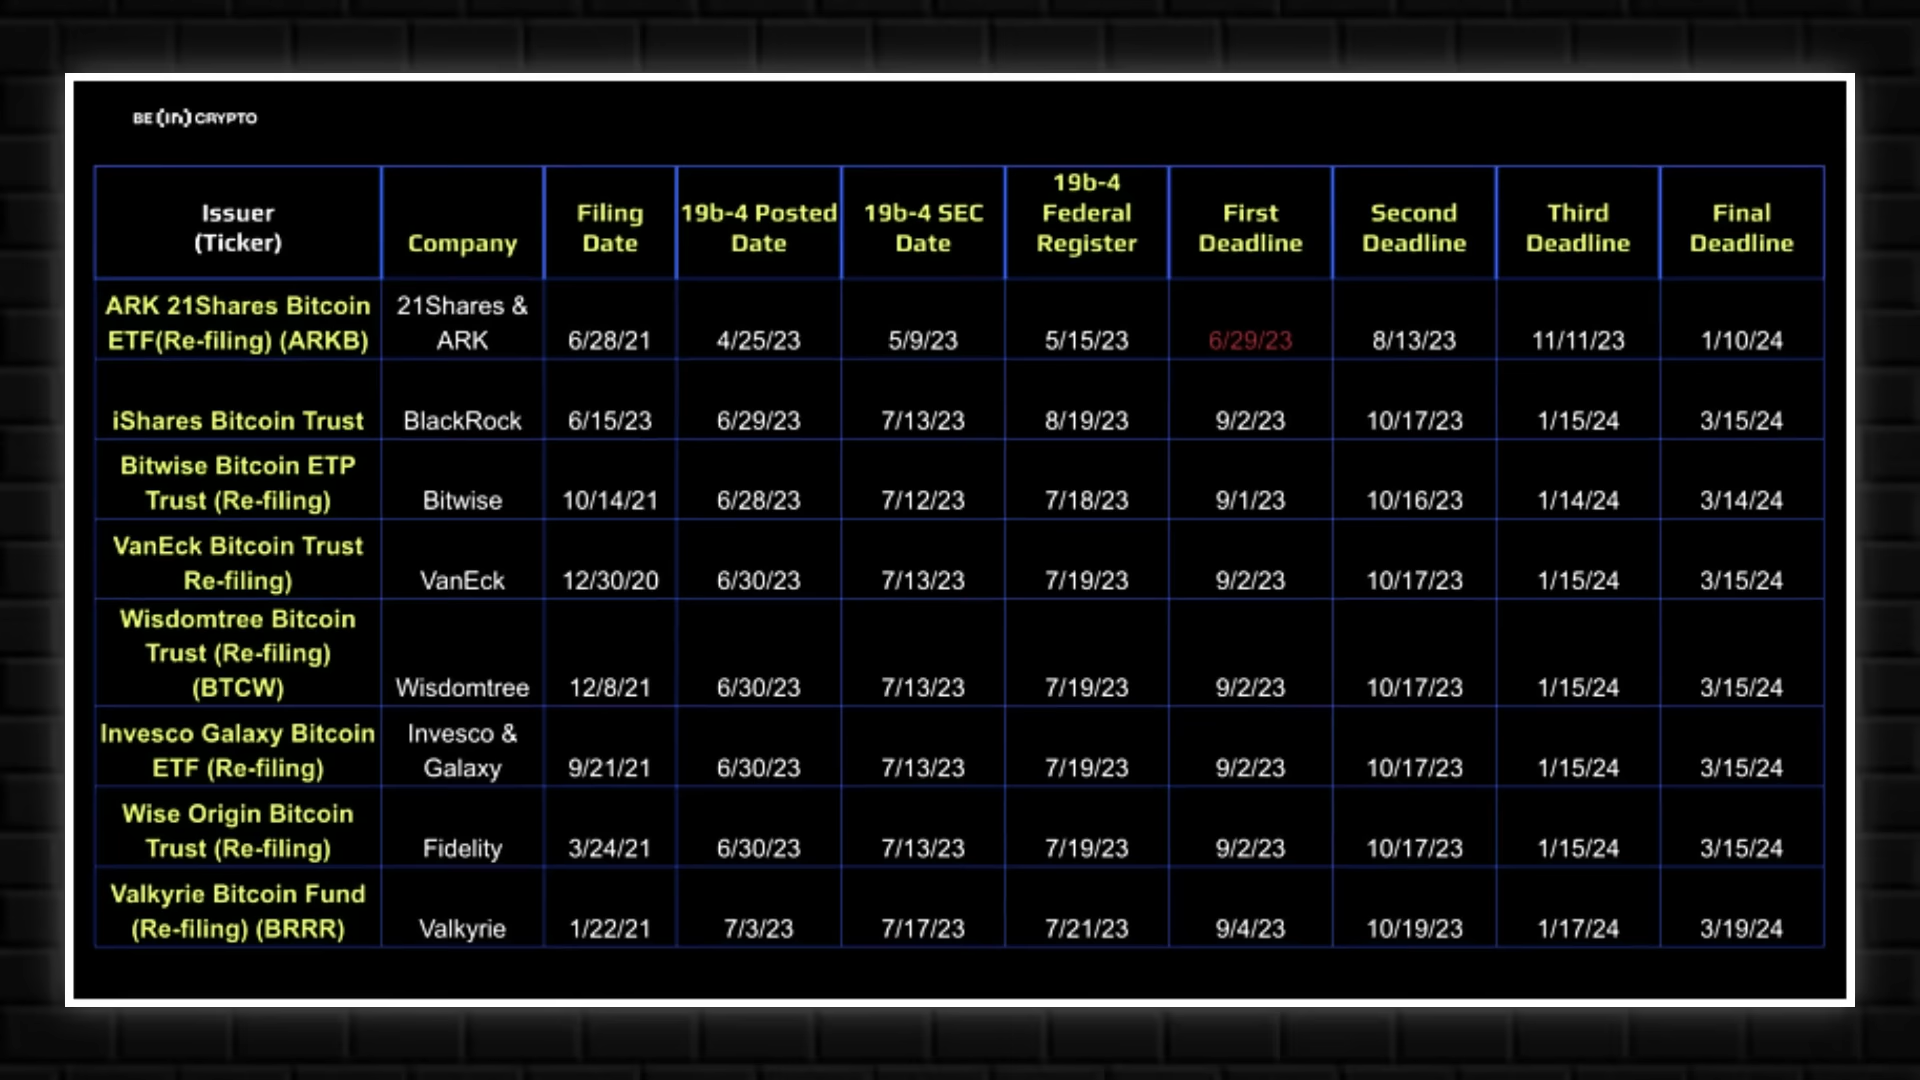 BE[in]CRYPTO
Issuer
(Ticker)
Company
Filing
Date
19b-4 Posted
Date
19b-4 SEC
Date
19b-4
Federal
Register
First
Deadline
Second
Deadline
Third
Deadline
Final
Deadline
ARK 21Shares Bitcoin
ETF(Re-filing) (ARKB)
21Shares &
ARK
6/28/21
4/25/23
5/9/23
5/15/23
6/29/23
8/13/23
11/11/23
1/10/24
iShares Bitcoin Trust
BlackRock
6/15/23
6/29/23
7/13/23
8/19/23
9/2/23
10/17/23
1/15/24
3/15/24
Bitwise Bitcoin ETP
Trust (Re-filing)
Bitwise
10/14/21
6/28/23
7/12/23
7/18/23
9/1/23
10/16/23
1/14/24
3/14/24
VanEck Bitcoin Trust
Re-filing)
VanEck
12/30/20
6/30/23
7/13/23
7/19/23
9/2/23
10/17/23
1/15/24
3/15/24
Wisdomtree Bitcoin
Trust (Re-filing)
(BTCW)
Wisdomtree
12/8/21
6/30/23
7/13/23
7/19/23
9/2/23
10/17/23
1/15/24
3/15/24
Invesco Galaxy Bitcoin
ETF (Re-filing)
Invesco &
Galaxy
9/21/21
6/30/23
7/13/23
7/19/23
9/2/23
10/17/23
1/15/24
3/15/24
Wise Origin Bitcoin
Trust (Re-filing)
Fidelity
3/24/21
6/30/23
7/13/23
7/19/23
9/2/23
10/17/23
1/15/24
3/15/24
Valkyrie Bitcoin Fund
(Re-filing) (BRRR)
Valkyrie
1/22/21
7/3/23
7/17/23
7/21/23
9/4/23
10/19/23
1/17/24
3/19/24